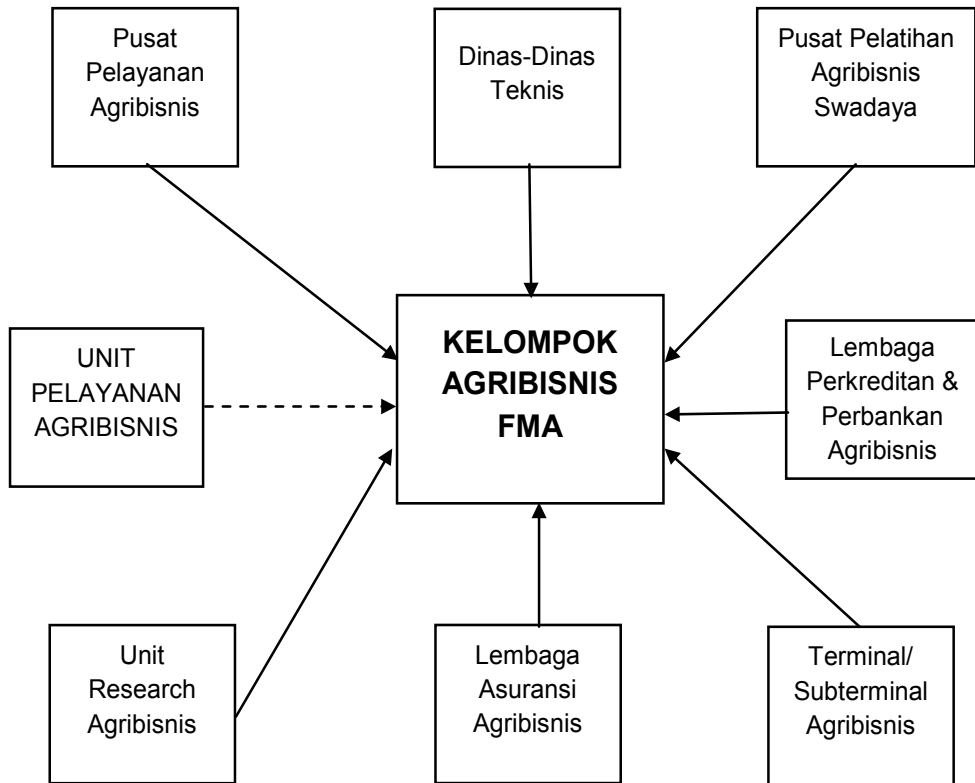 Pusat
Pelayanan
Agribisnis
Dinas-Dinas
Teknis
Pusat Pelatihan
Agribisnis
Swadaya
UNIT
PELAYANAN
AGRIBISNIS
KELOMPOK
AGRIBISNIS
FMA
Lembaga
Perkreditan &
Perbankan
Agribisnis
Unit
Research
Agribisnis
Lembaga
Asuransi
Agribisnis
Terminal/
Subterminal
Agribisnis